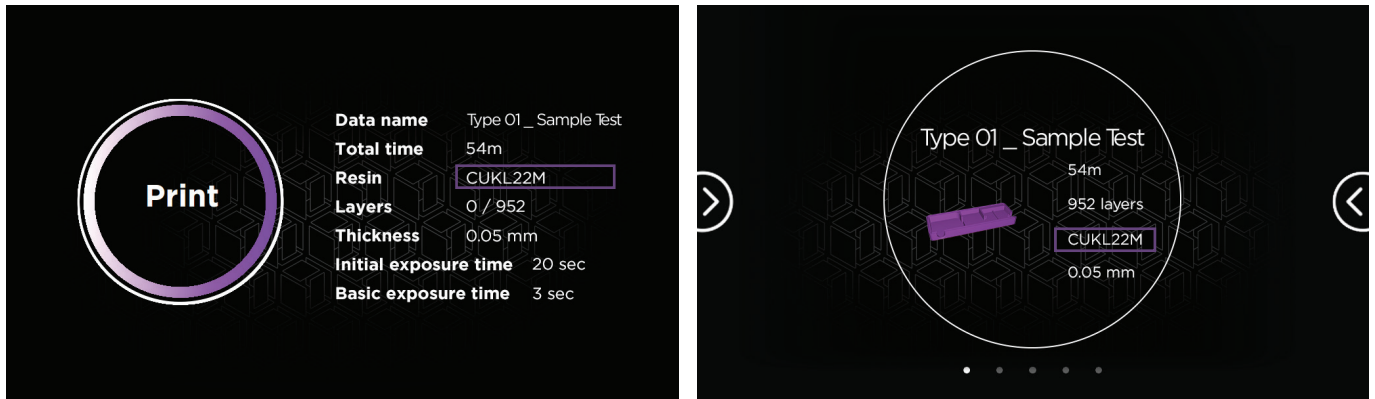 Print
Data name Type 01 _ Sample Test
Total time 54m
Resin CUKL22M
Layers 0 / 952
Thickness 0.05 mm
Initial exposure time 20 sec
Basic exposure time 3 sec
Type 01 _ Sample Test
54m
952 layers
CUKL22M
0.05 mm